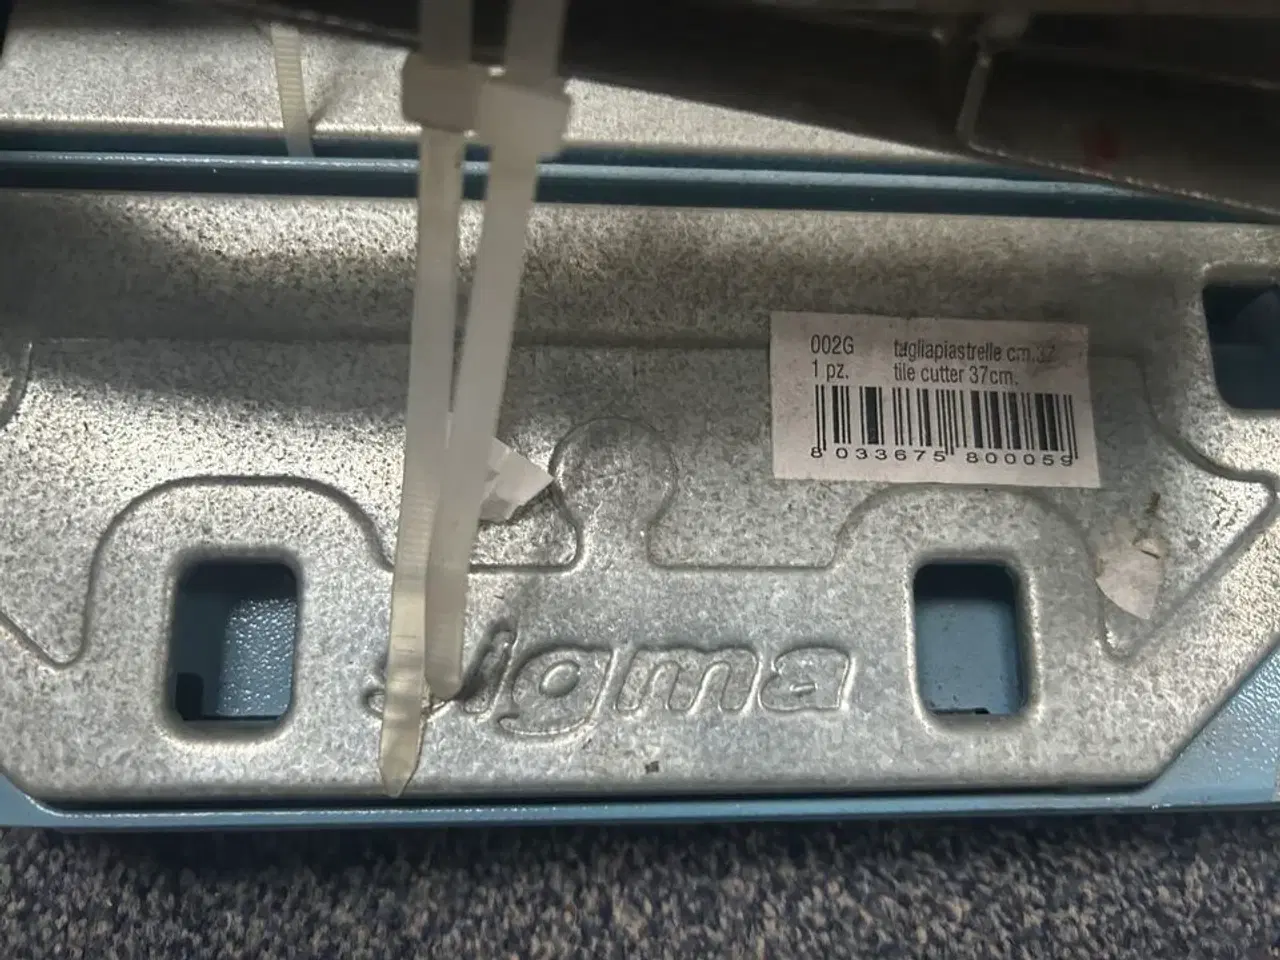 002G tagliapiastrelle cm.37
1 pz. tile cutter 37cm.
8 033675 800059
sigma